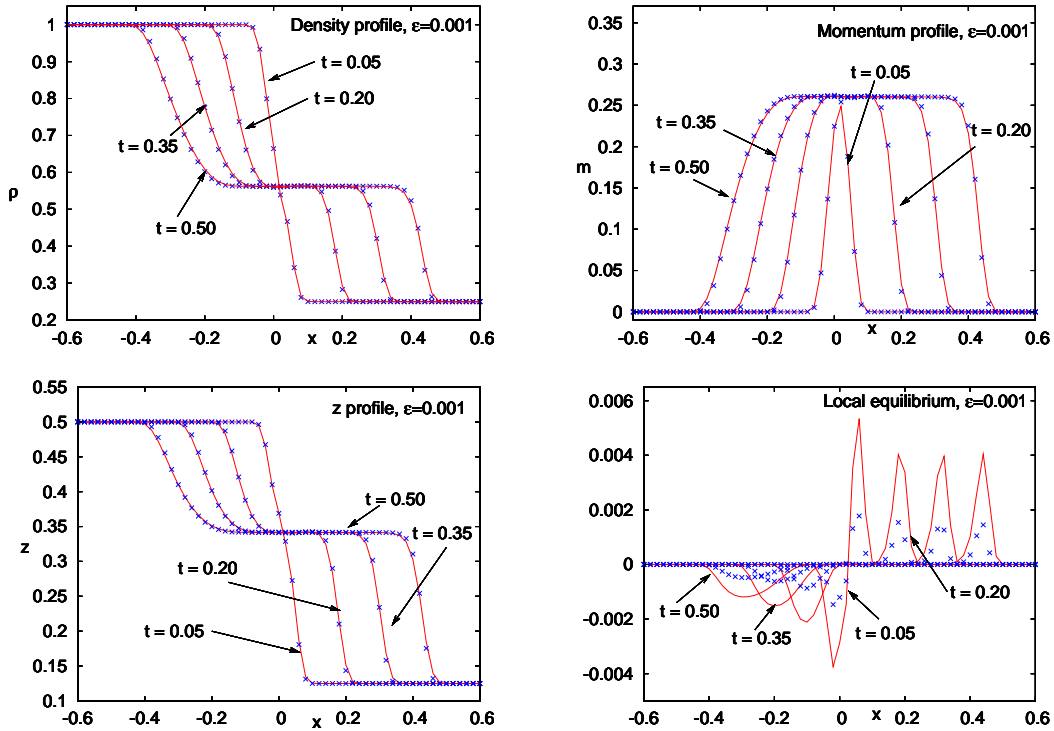 Density profile, ε=0.001
1
0.9
0.8
0.7
0.6
0.5
0.4
0.3
0.2
ρ
t = 0.05
t = 0.20
t = 0.35
t = 0.50
-0.6
-0.4
-0.2
0
x
0.2
0.4
0.6
Momentum profile, ε=0.001
0.35
0.3
0.25
0.2
0.15
0.1
0.05
0
m
t = 0.05
t = 0.35
t = 0.20
t = 0.50
-0.6
-0.4
-0.2
0
x
0.2
0.4
0.6
z profile, ε=0.001
0.55
0.5
0.45
0.4
0.35
0.3
0.25
0.2
0.15
0.1
z
t = 0.50
t = 0.35
t = 0.20
t = 0.05
-0.6
-0.4
-0.2
0
x
0.2
0.4
0.6
Local equilibrium, ε=0.001
0.006
0.004
0.002
0
-0.002
-0.004
t = 0.50
t = 0.20
t = 0.35
t = 0.05
-0.6
-0.4
-0.2
0
x
0.2
0.4
0.6